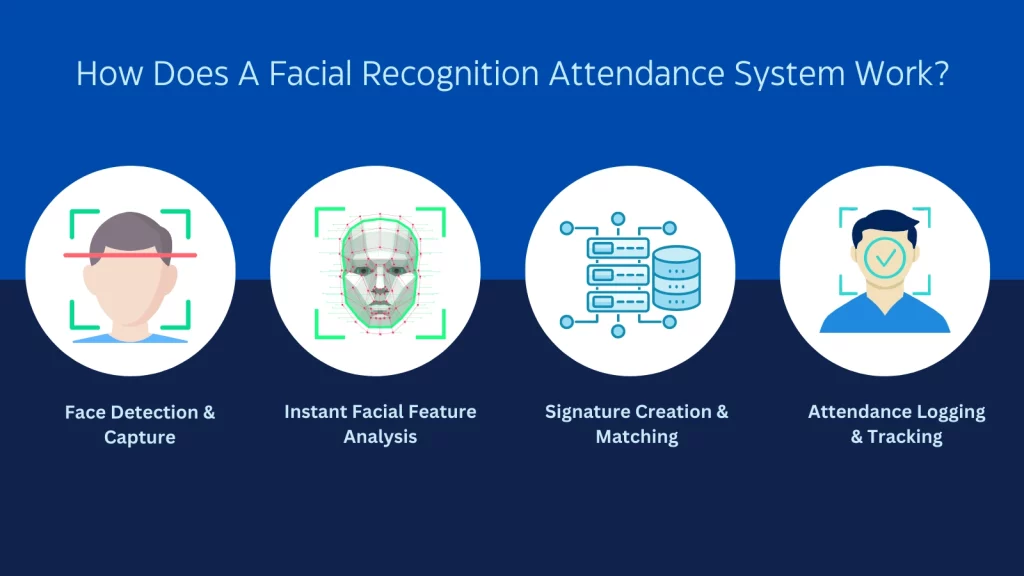 How Does A Facial Recognition Attendance System Work?
Face Detection &
Capture
Instant Facial Feature
Analysis
Signature Creation &
Matching
Attendance Logging
& Tracking